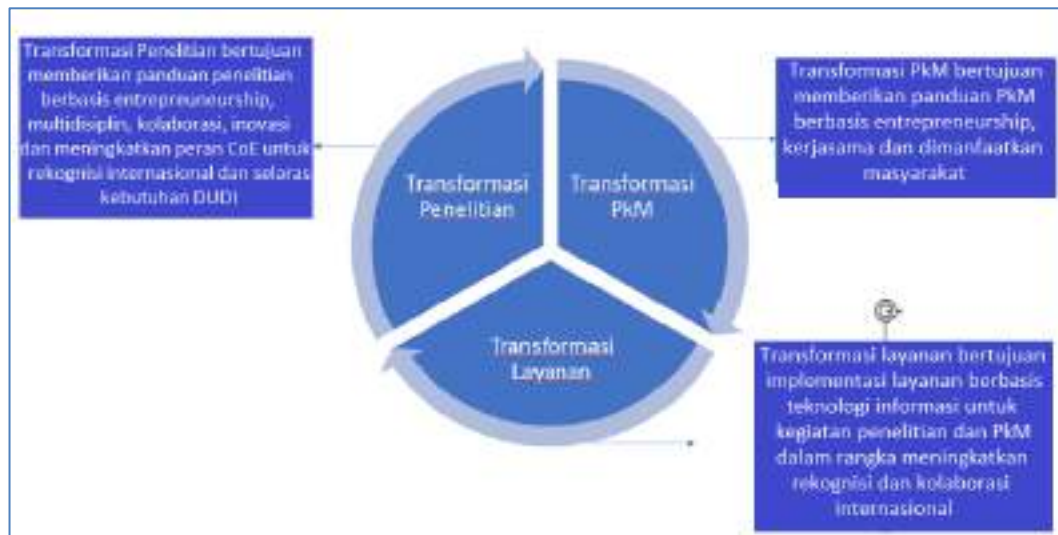 Transformasi Penelitian bertujuan
memberikan panduan penelitian
berbasis entrepreuneurship,
multidisiplin, kolaborasi, inovasi
dan meningkatkan peran CoE untuk
rekognisi internasional dan selaras
kebutuhan DUDI
Transformasi
Penelitian
Transformasi
PkM
Transformasi PkM bertujuan
memberikan panduan PkM
berbasis entrepreneurship,
kerjasama dan dimanfaatkan
masyarakat
Transformasi
Layanan
Transformasi layanan bertujuan
implementasi layanan berbasis
teknologi informasi untuk
kegiatan penelitian dan PkM
dalam rangka meningkatkan
rekognisi dan kolaborasi
internasional